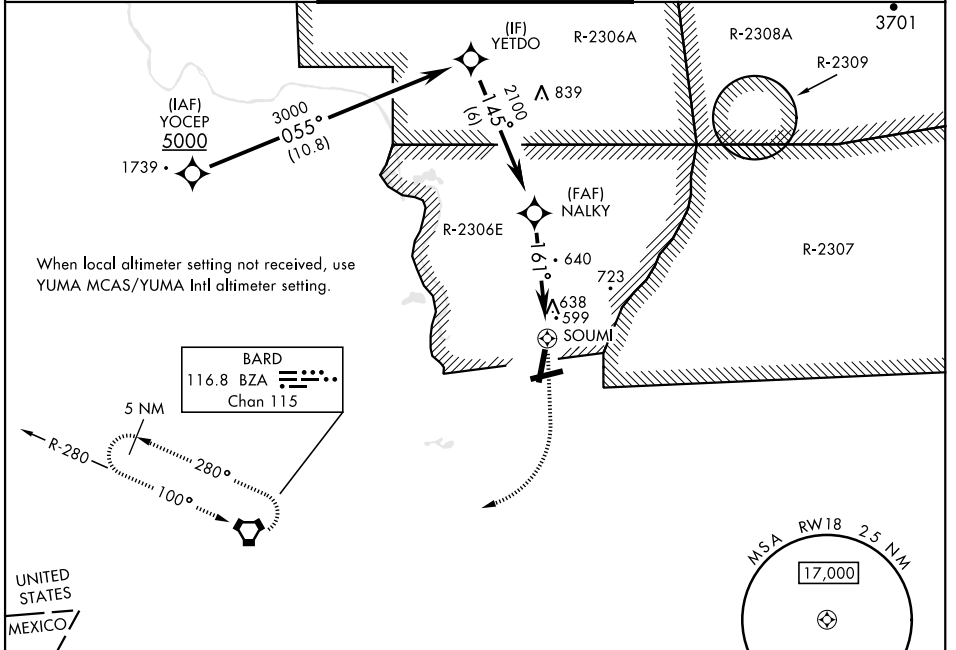 3701
(IF)
YETDO
R-2306A
R-2308A
R-2309
(IAF)
YOCEP
5000
3000
055°
(10.8)
2100
145°
(6)
839
1739
(FAF)
NALKY
R-2306E
R-2307
161°
640
723
When local altimeter setting not received, use
YUMA MCAS/YUMA Intl altimeter setting.
638
599
SOUMI
BARD
116.8 BZA
Chan 115
5 NM
R-280
280°
100°
MSA RW18 25 NM
17,000
UNITED
STATES
MEXICO